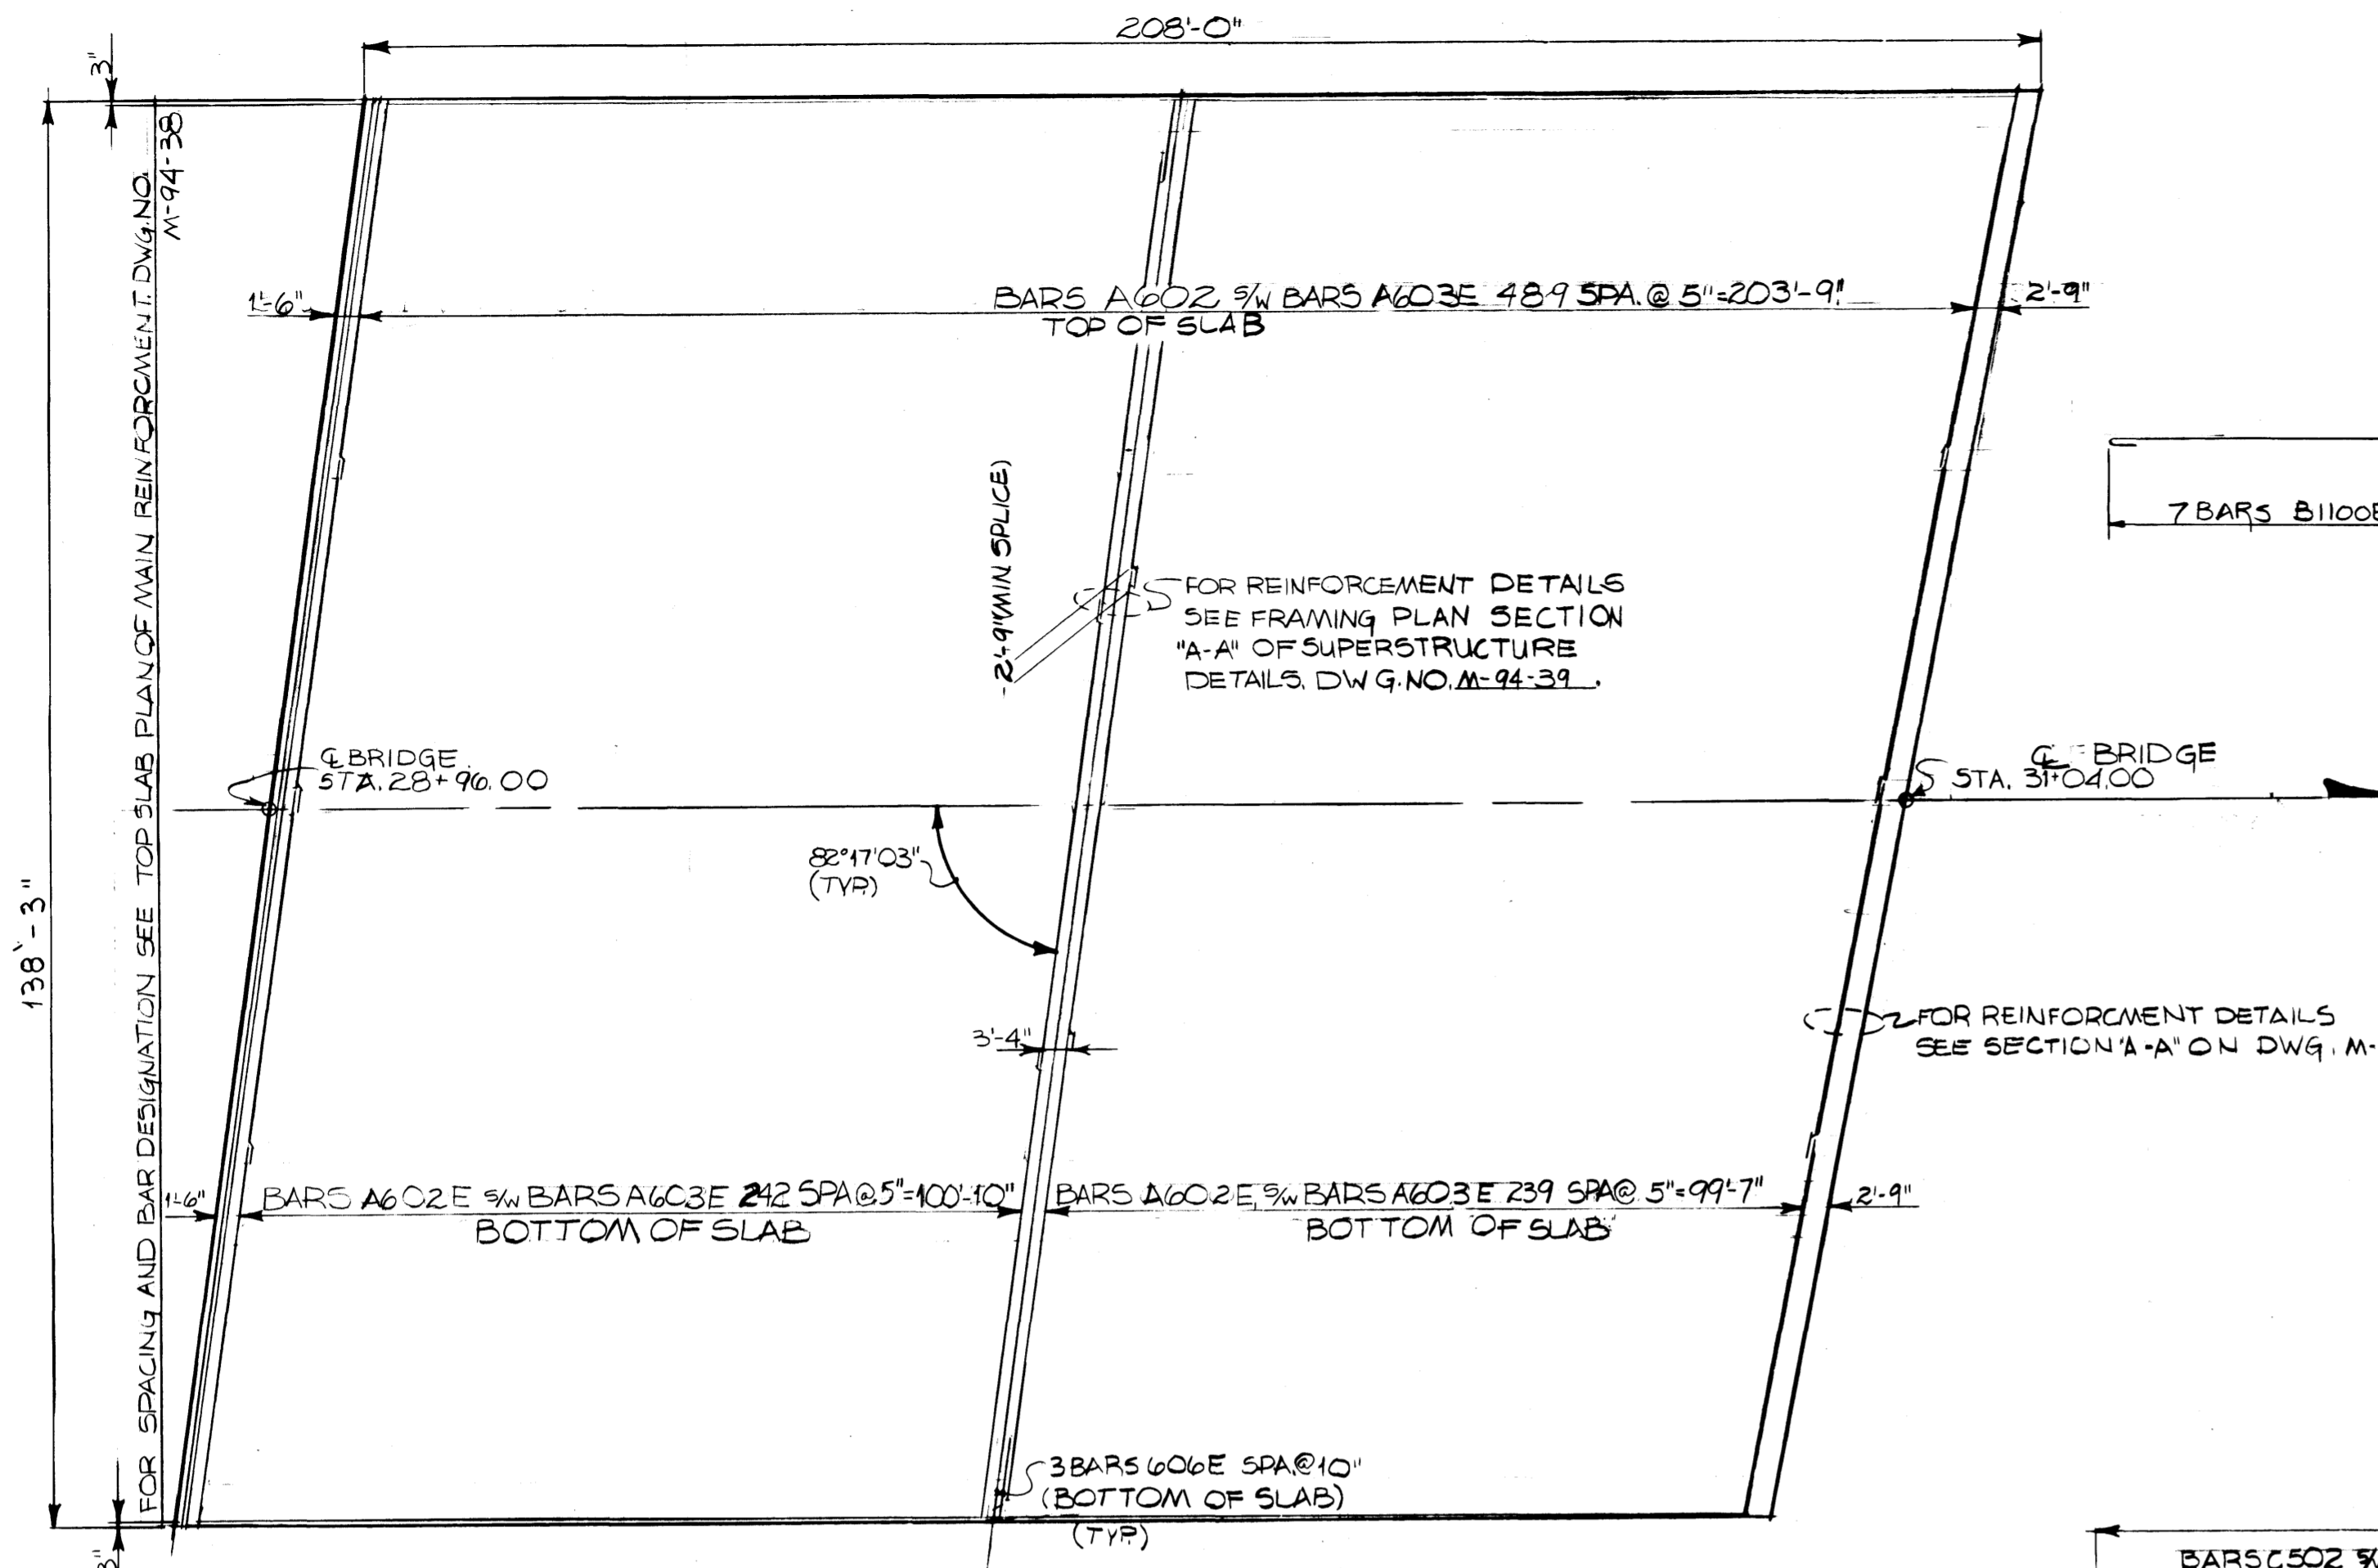 208'-0"
3"
M-94-38
FOR SPACING AND BAR DESIGNATION SEE TOP SLAB PLAN OF MAIN REINFORCMENT. DWG. NO.
1'-6"
BARS A602 S/W BARS A603E 489 SPA. @ 5"=203'-9"
2'-9"
TOP OF SLAB
7 BARS B1100E
2'-9" (MIN SPLICE)
FOR REINFORCEMENT DETAILS
SEE FRAMING PLAN SECTION
"A-A" OF SUPERSTRUCTURE
DETAILS. DWG. NO. M-94-39.
℄ BRIDGE
STA. 28+96.00
℄ BRIDGE
STA. 31+04.00
82°17'03"
(TYP.)
138'-3"
3'-4"
FOR REINFORCMENT DETAILS
SEE SECTION "A-A" ON DWG. M-
1'-6"
BARS A602E S/W BARS A603E 242 SPA @ 5"=100'-10"
BARS A602E, S/W BARS A603E 239 SPA @ 5"=99'-7"
2'-9"
BOTTOM OF SLAB
BOTTOM OF SLAB
3 BARS 606E SPA. @ 10"
(BOTTOM OF SLAB)
(TYP.)
3"
BARS C502